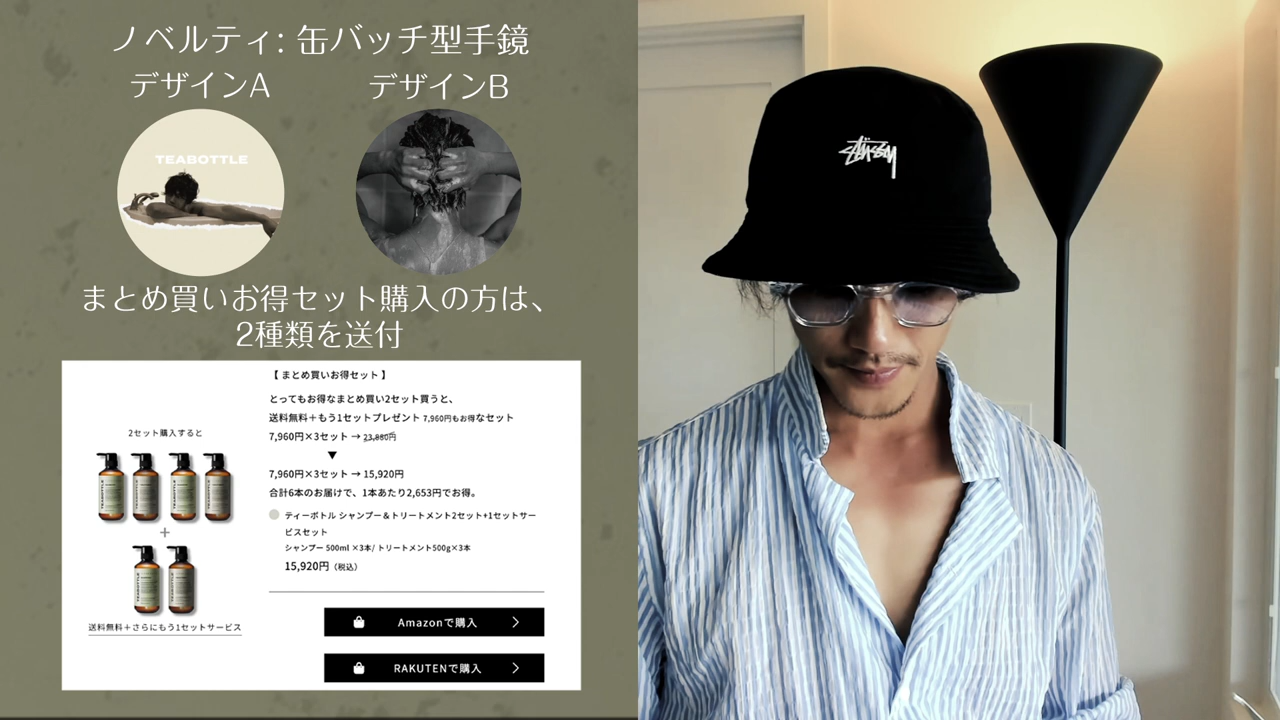 ノベルティ: 缶バッチ型手鏡
デザインA
デザインB
TEABOTTLE
まとめ買いお得セット購入の方は、
2種類を送付
【 まとめ買いお得セット 】
とってもお得なまとめ買い2セット買うと、
送料無料＋もう1セットプレゼント 7,960円もお得なセット
7,960円×3セット → 23,880円
▼
7,960円×3セット → 15,920円
合計6本のお届けで、1本あたり2,653円でお得。
ティーボトル シャンプー＆トリートメント2セット+1セットサー
ビスセット
シャンプー 500ml ×3本/ トリートメント500g×3本
15,920円（税込）
2セット購入すると
TEABOTTLE
TEABOTTLE
TEABOTTLE
TEABOTTLE
+
TEABOTTLE
TEABOTTLE
送料無料＋さらにもう1セットサービス
Amazonで購入
RAKUTENで購入
STÜSSY